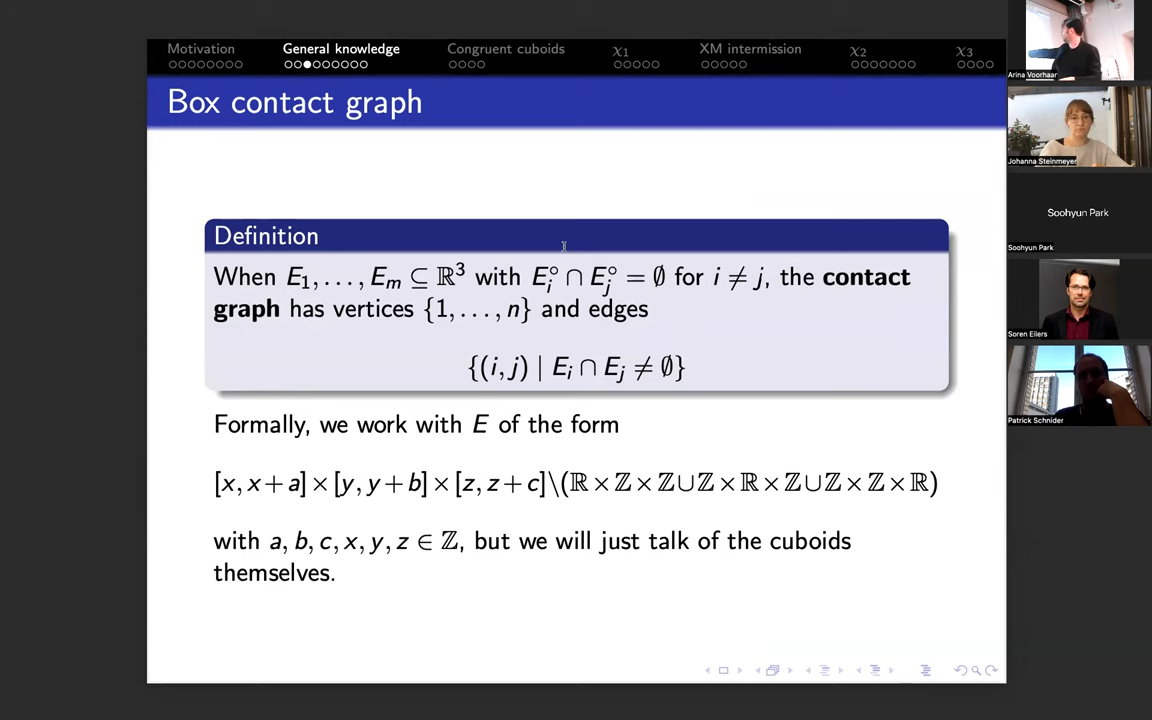 Motivation General knowledge Congruent cuboids χ1 XM intermission χ2 χ3
Box contact graph
Definition
When E₁, . . . , Eₘ ⊆ ℝ³ with Eᵢ° ∩ Eⱼ° = ∅ for i ≠ j, the contact
graph has vertices {1, . . . , n} and edges
{(i, j) | Eᵢ ∩ Eⱼ ≠ ∅}
Formally, we work with E of the form
[x, x + a] × [y, y + b] × [z, z + c]\(ℝ × ℤ × ℤ ∪ ℤ × ℝ × ℤ ∪ ℤ × ℤ × ℝ)
with a, b, c, x, y, z ∈ ℤ, but we will just talk of the cuboids
themselves.
Arina Voorhaar
Johanna Steinmeyer
Soohyun Park
Soohyun Park
Soren Eilers
Patrick Schnider